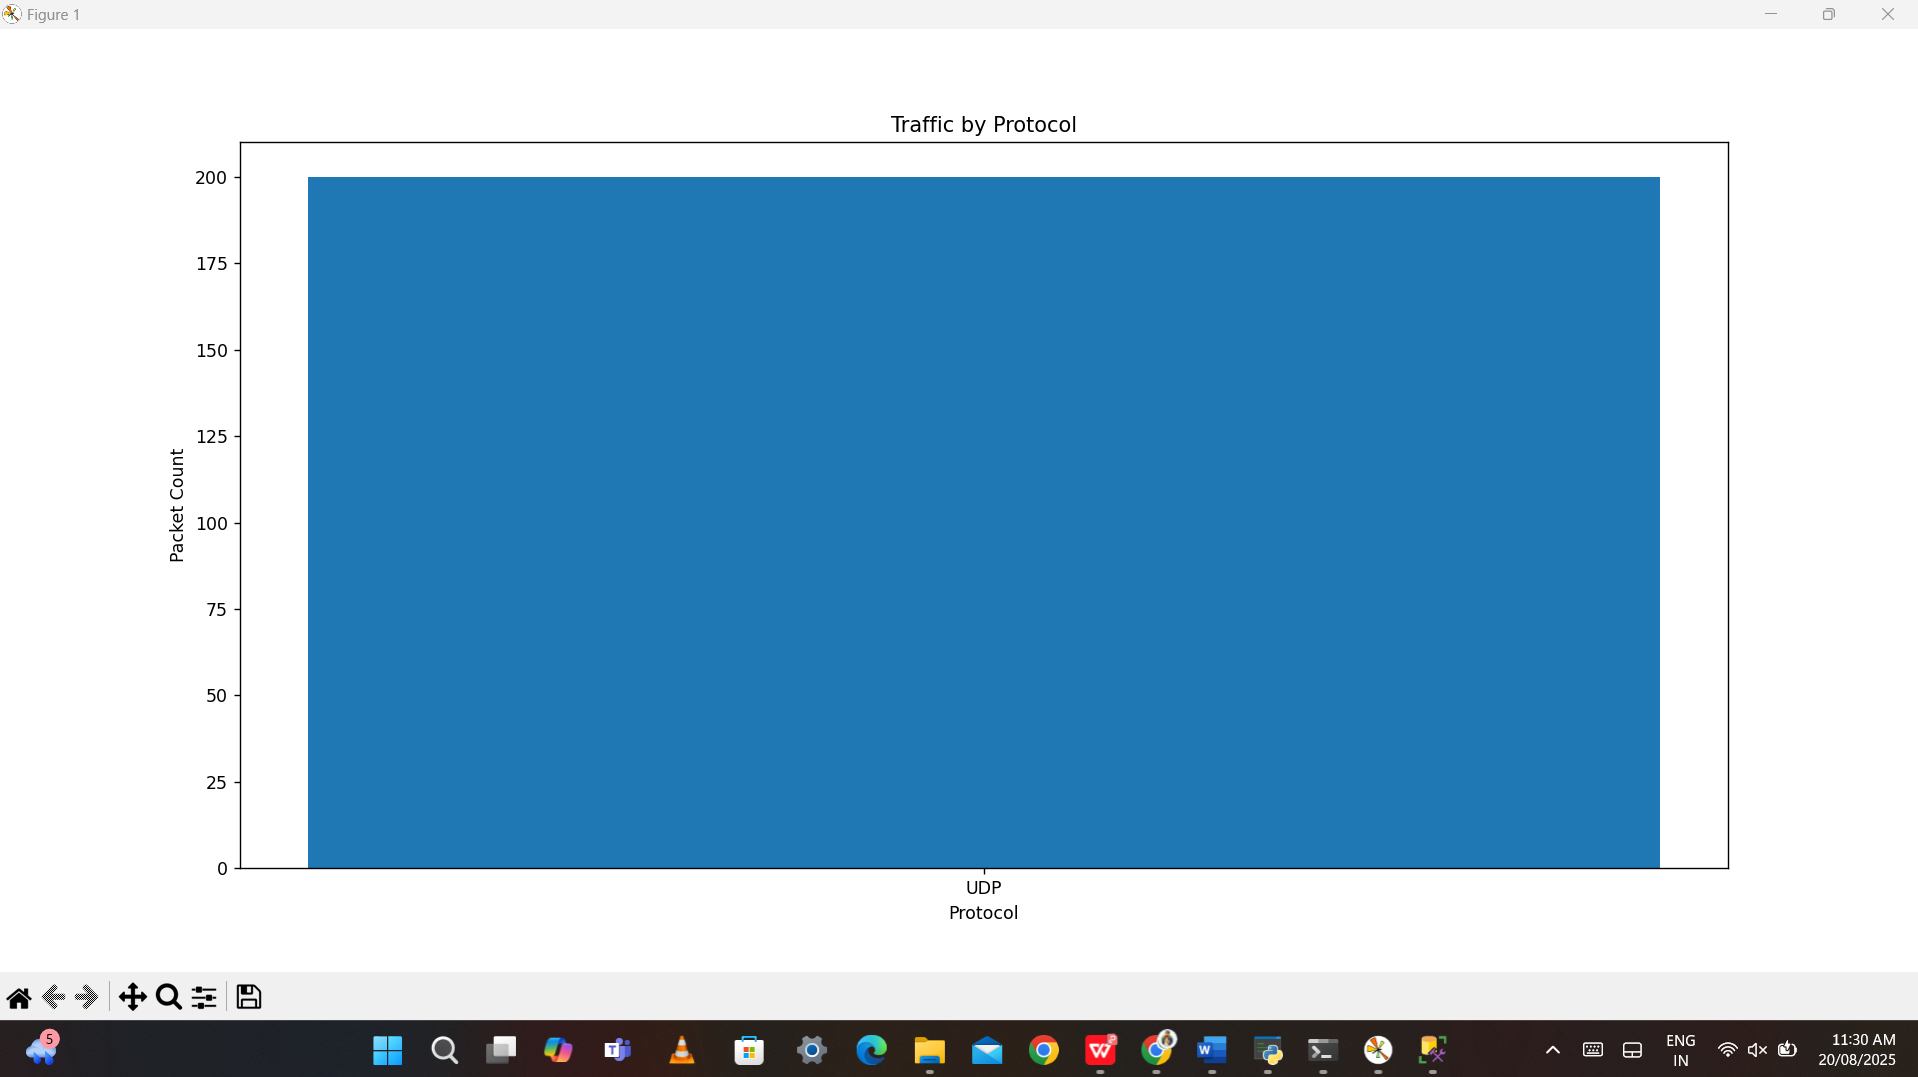 Figure 1
Traffic by Protocol
200
175
150
125
100
75
50
25
0
Packet Count
UDP
Protocol
5
T
W
W
ENG
IN
11:30 AM
20/08/2025